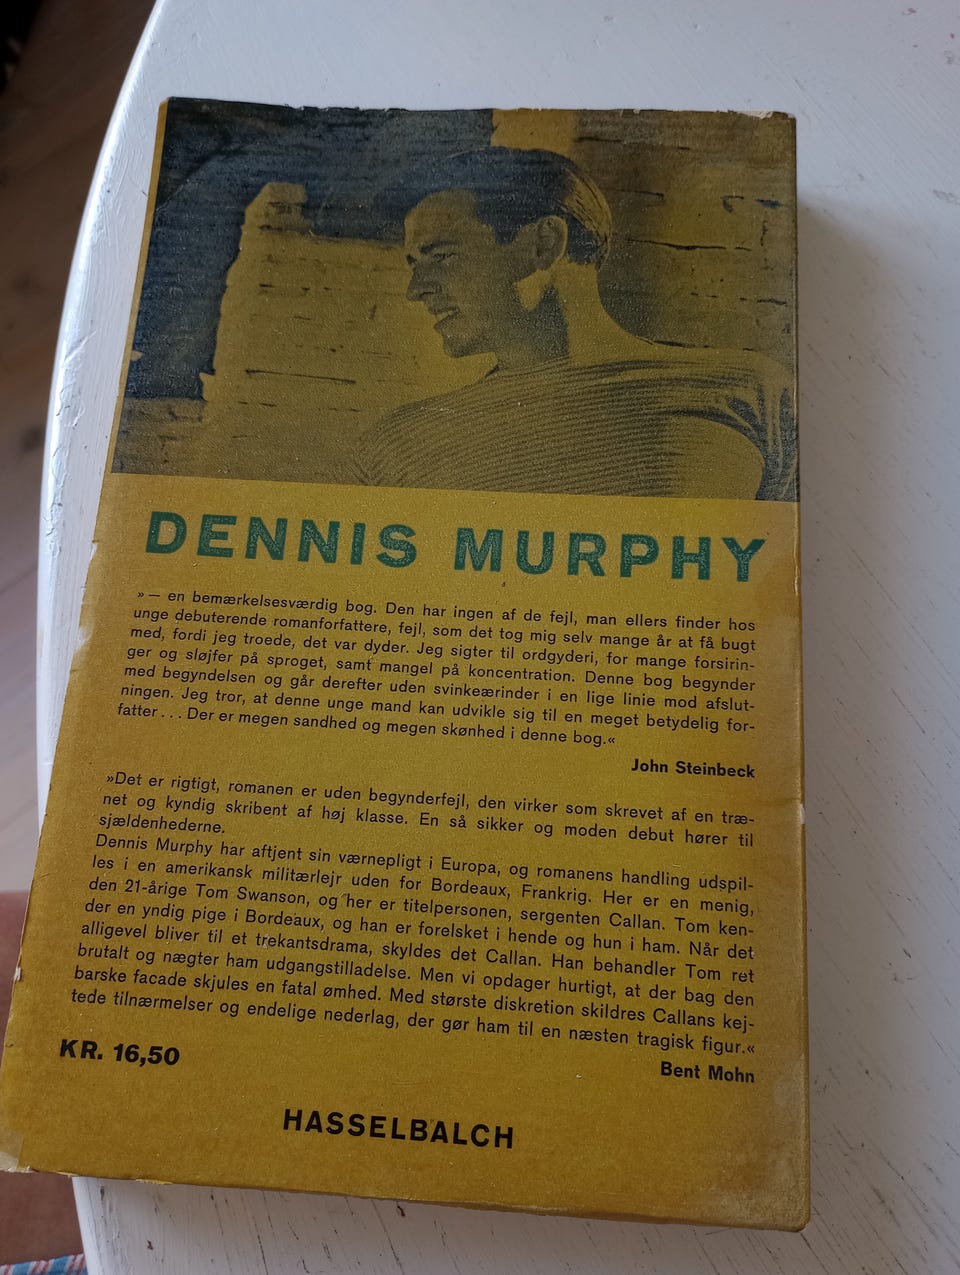 DENNIS MURPHY
»— en bemærkelsesværdig bog. Den har ingen af de fejl, man ellers finder hos
unge debuterende romanforfattere, fejl, som det tog mig selv mange år at få bugt
med, fordi jeg troede, det var dyder. Jeg sigter til ordgyderi, for mange forsirin-
ger og sløjfer på sproget, samt mangel på koncentration. Denne bog begynder
med begyndelsen og går derefter uden svinkeærinder i en lige linie mod afslut-
ningen. Jeg tror, at denne unge mand kan udvikle sig til en meget betydelig for-
fatter . . . Der er megen sandhed og megen skønhed i denne bog.«
John Steinbeck
»Det er rigtigt, romanen er uden begynderfejl, den virker som skrevet af en træ-
net og kyndig skribent af høj klasse. En så sikker og moden debut hører til
sjældenhederne.
Dennis Murphy har aftjent sin værnepligt i Europa, og romanens handling udspil-
les i en amerikansk militærlejr uden for Bordeaux, Frankrig. Her er en menig,
den 21-årige Tom Swanson, og her er titelpersonen, sergenten Callan. Tom ken-
der en yndig pige i Bordeaux, og han er forelsket i hende og hun i ham. Når det
alligevel bliver til et trekantsdrama, skyldes det Callan. Han behandler Tom ret
brutalt og nægter ham udgangstilladelse. Men vi opdager hurtigt, at der bag den
barske facade skjules en fatal ømhed. Med største diskretion skildres Callans kej-
tede tilnærmelser og endelige nederlag, der gør ham til en næsten tragisk figur.«
Bent Mohn
KR. 16,50
HASSELBALCH